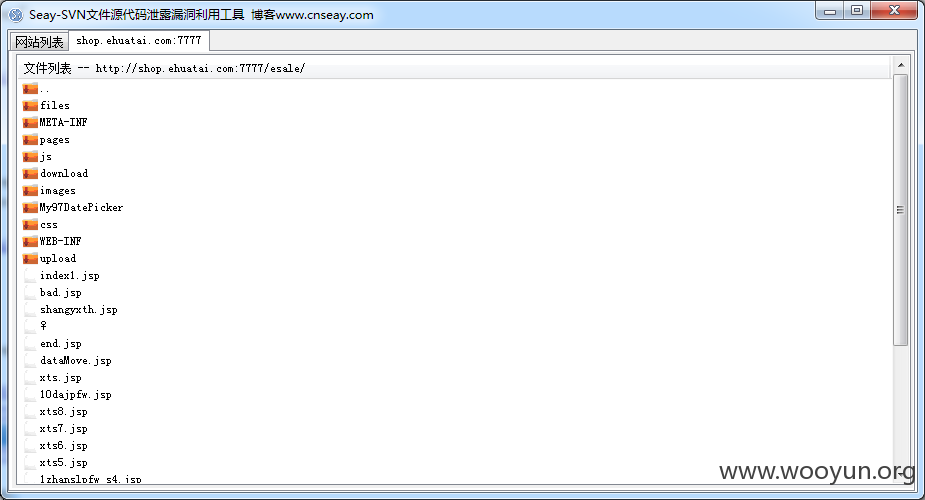 Seay-SVN文件源代码泄露漏洞利用工具 博客www.cnseay.com
网站列表 shop.ehuatai.com:7777
文件列表 -- http://shop.ehuatai.com:7777/esale/
..
files
META-INF
pages
js
download
images
My97DatePicker
css
WEB-INF
upload
index1.jsp
bad.jsp
shangyxth.jsp
♀
end.jsp
dataMove.jsp
xts.jsp
10dajpfw.jsp
xts8.jsp
xts7.jsp
xts6.jsp
xts5.jsp
1zhanslpfw_s4.jsp
www.wooyun.org